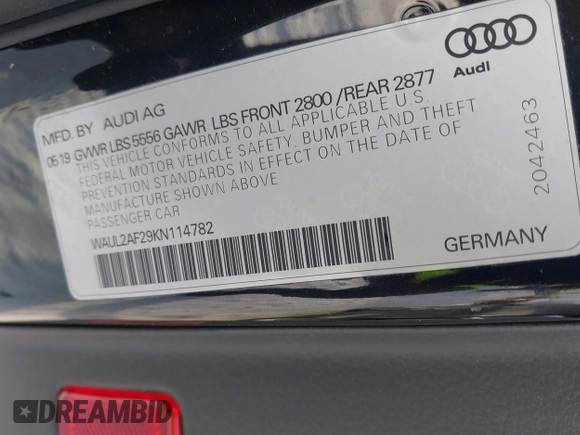 MFD. BY AUDI AG
0519 GVWR LBS 5556 GAWR LBS FRONT 2800 /REAR 2877
THIS VEHICLE CONFORMS TO ALL APPLICABLE U.S.
FEDERAL MOTOR VEHICLE SAFETY. BUMPER AND THEFT
PREVENTION STANDARDS IN EFFECT ON THE DATE OF
MANUFACTURE SHOWN ABOVE
PASSENGER CAR
WAUL2AF29KN114782
Audi
2042463
GERMANY
DREAMBID